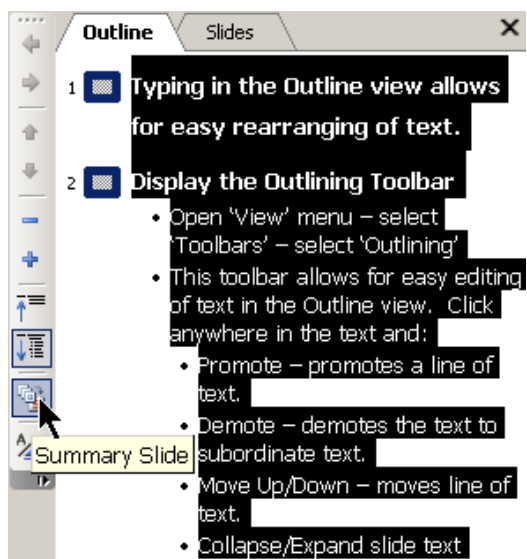 Outline Slides
1 Typing in the Outline view allows
for easy rearranging of text.
2 Display the Outlining Toolbar
• Open 'View' menu – select
'Toolbars' – select 'Outlining'
• This toolbar allows for easy editing
of text in the Outline view. Click
anywhere in the text and:
• Promote – promotes a line of
text.
• Demote – demotes the text to
subordinate text.
• Move Up/Down – moves line of
text.
• Collapse/Expand slide text
Summary Slide